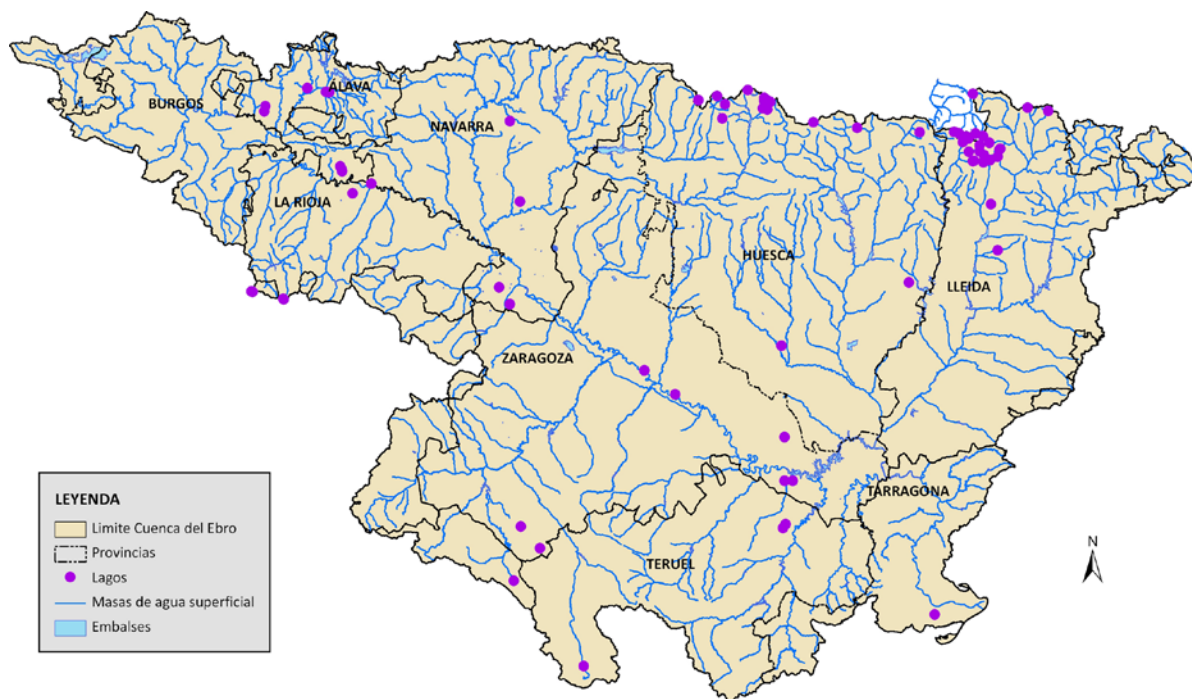 BURGOS
ÁLAVA
NAVARRA
LA RIOJA
HUESCA
LLEIDA
ZARAGOZA
TARRAGONA
TERUEL
N
LEYENDA
Limite Cuenca del Ebro
Provincias
Lagos
Masas de agua superficial
Embalses